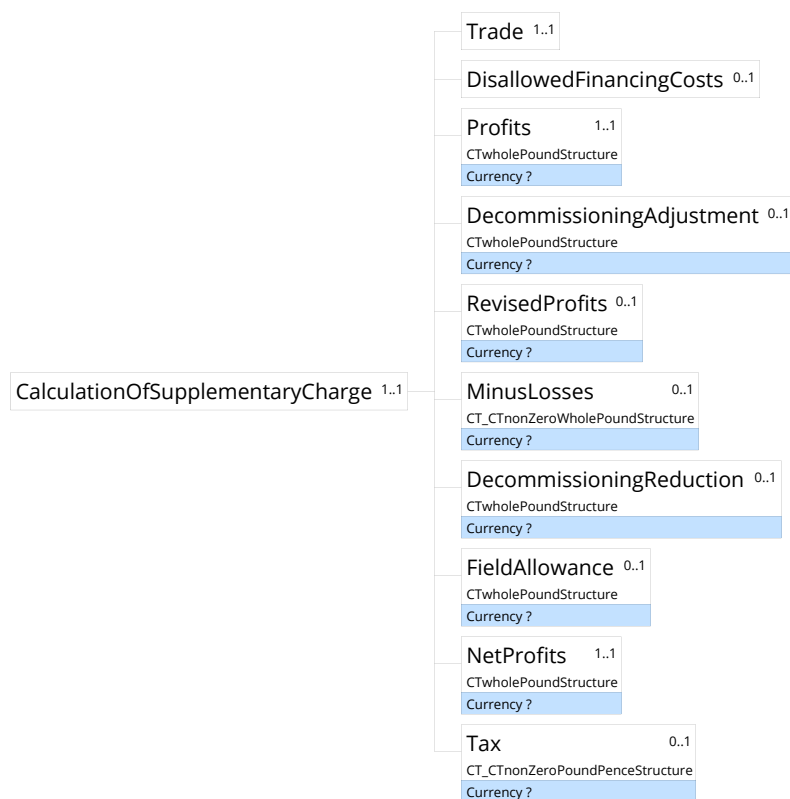 Trade 1..1
DisallowedFinancingCosts 0..1
Profits 1..1
CTwholePoundStructure
Currency ?
DecommissioningAdjustment 0..1
CTwholePoundStructure
Currency ?
RevisedProfits 0..1
CTwholePoundStructure
Currency ?
CalculationOfSupplementaryCharge 1..1
MinusLosses 0..1
CT_CTnonZeroWholePoundStructure
Currency ?
DecommissioningReduction 0..1
CTwholePoundStructure
Currency ?
FieldAllowance 0..1
CTwholePoundStructure
Currency ?
NetProfits 1..1
CTwholePoundStructure
Currency ?
Tax 0..1
CT_CTnonZeroPoundPenceStructure
Currency ?